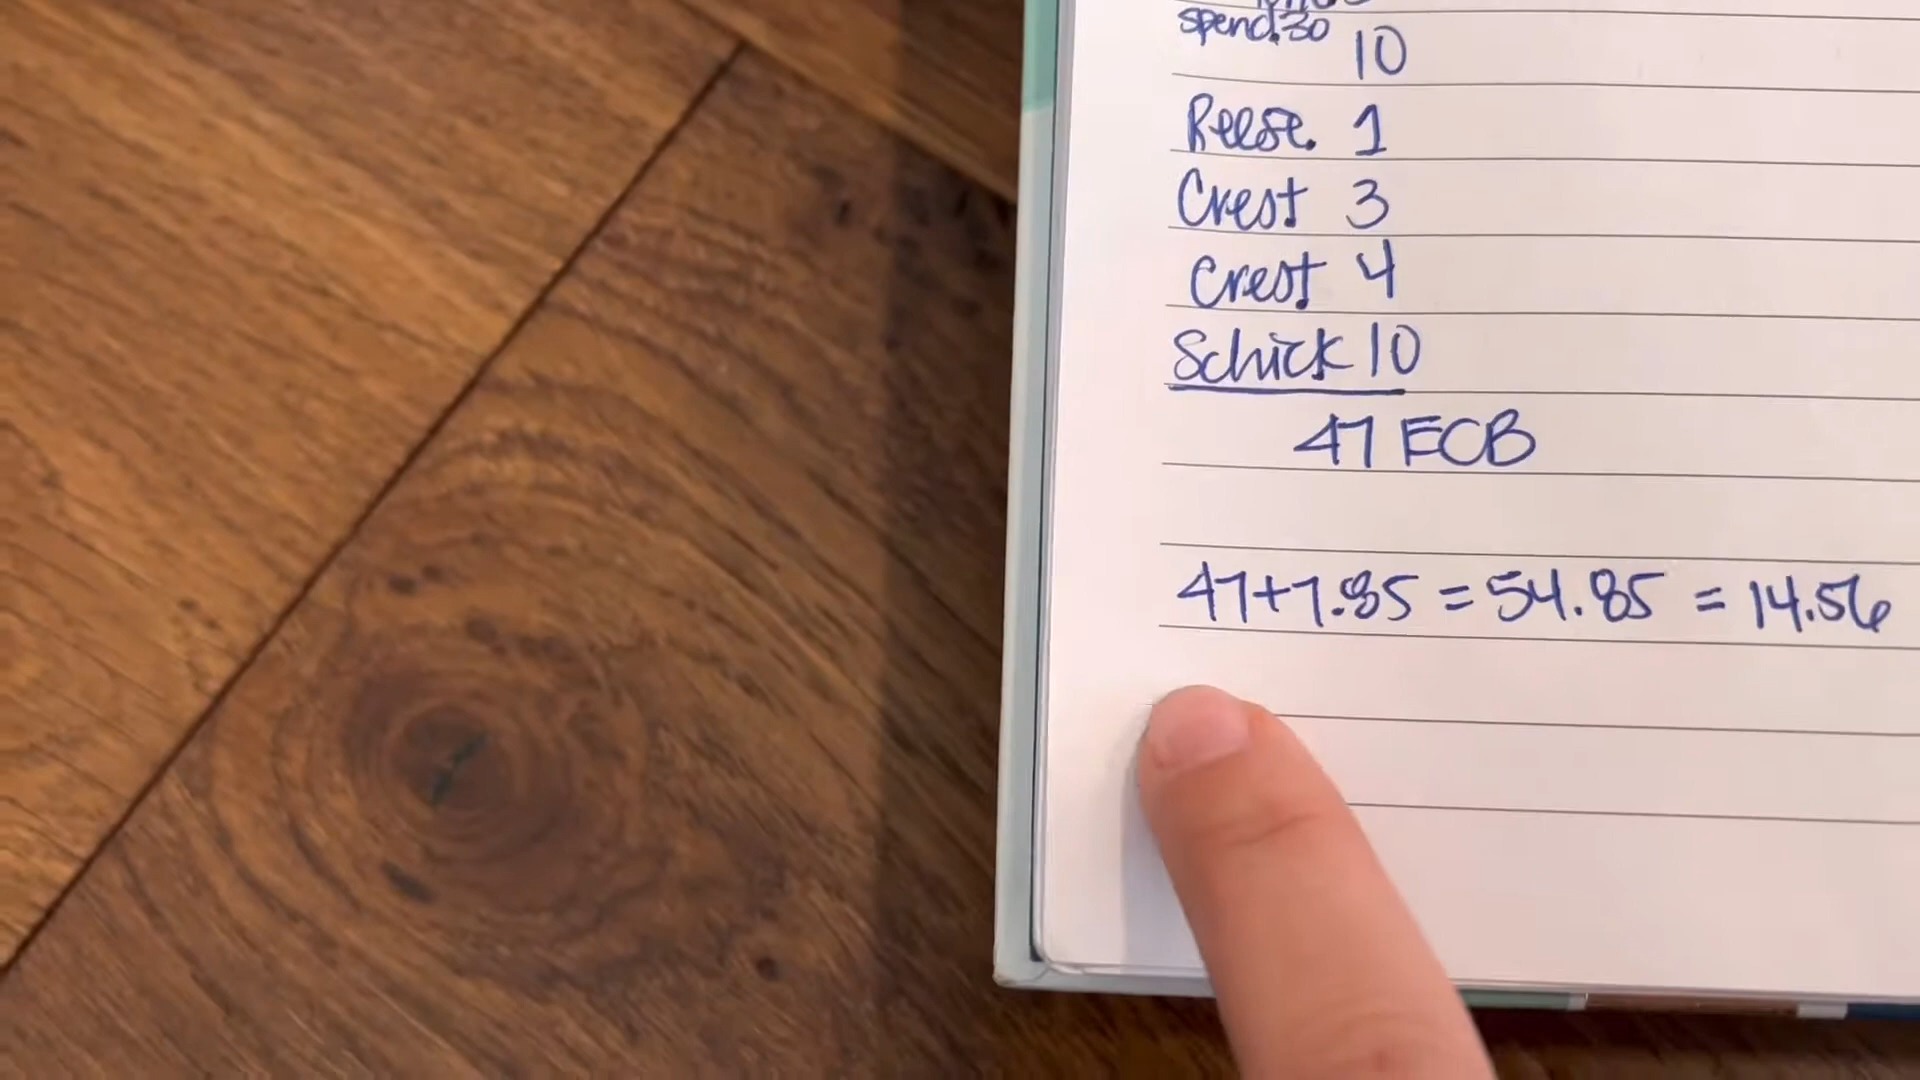 spend.30
10
Reese. 1
Crest 3
Crest 4
Schick 10
47 ECB
47+7.85 = 54.85 = 14.56